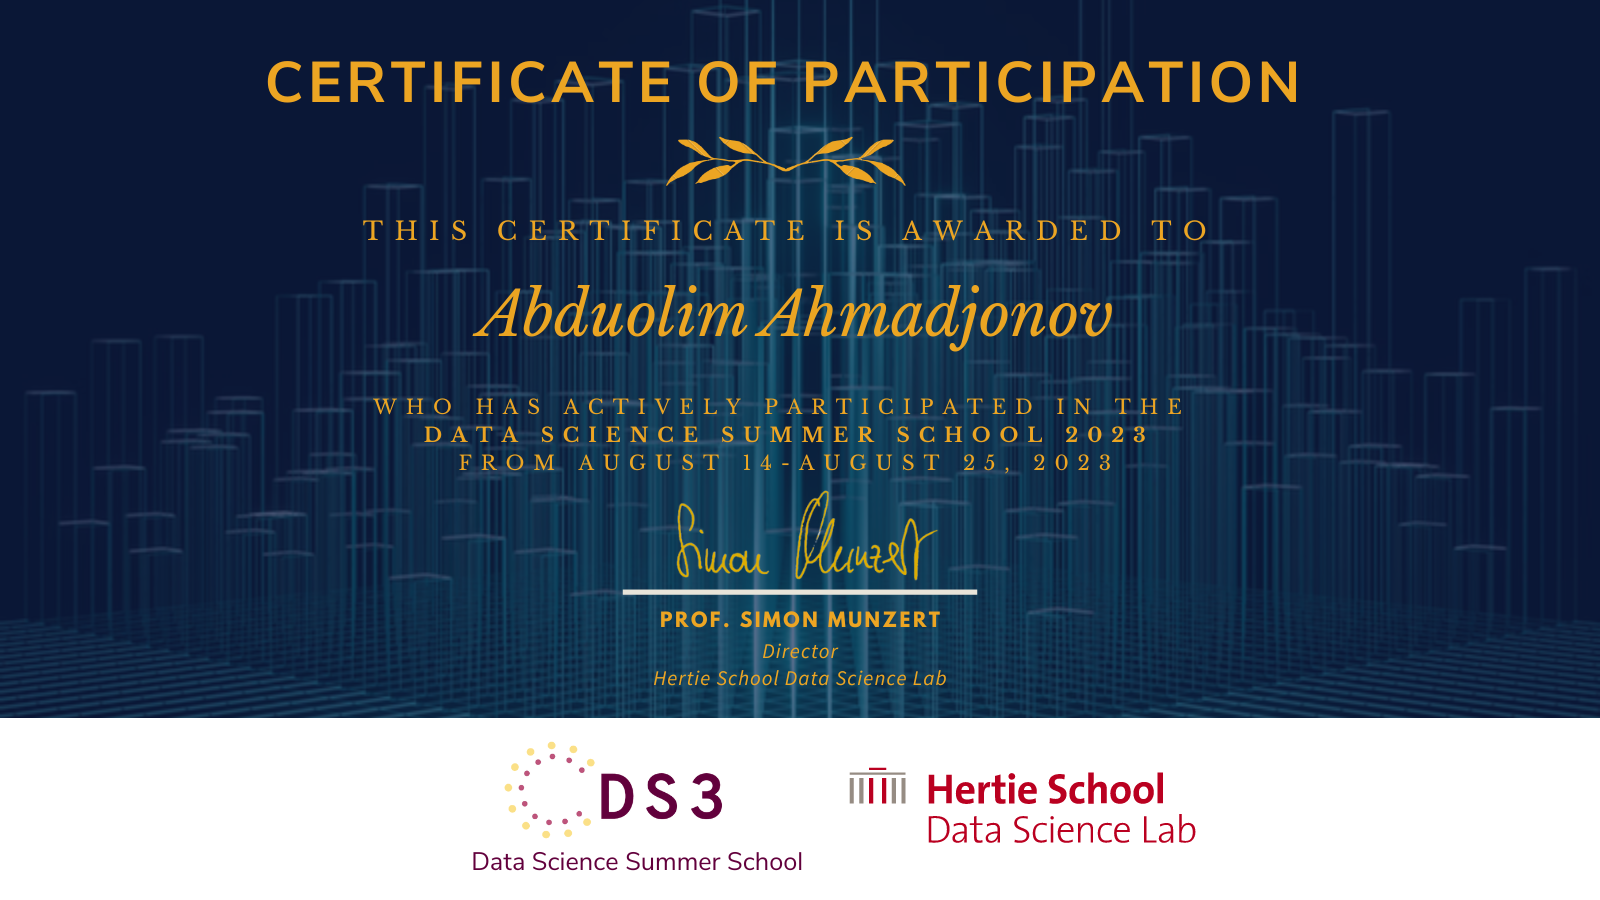 CERTIFICATE OF PARTICIPATION
THIS CERTIFICATE IS AWARDED TO
Abduolim Ahmadjonov
WHO HAS ACTIVELY PARTICIPATED IN THE
DATA SCIENCE SUMMER SCHOOL 2023
FROM AUGUST 14-AUGUST 25, 2023
Simon Munzert
PROF. SIMON MUNZERT
Director
Hertie School Data Science Lab
DS3
Data Science Summer School
Hertie School
Data Science Lab